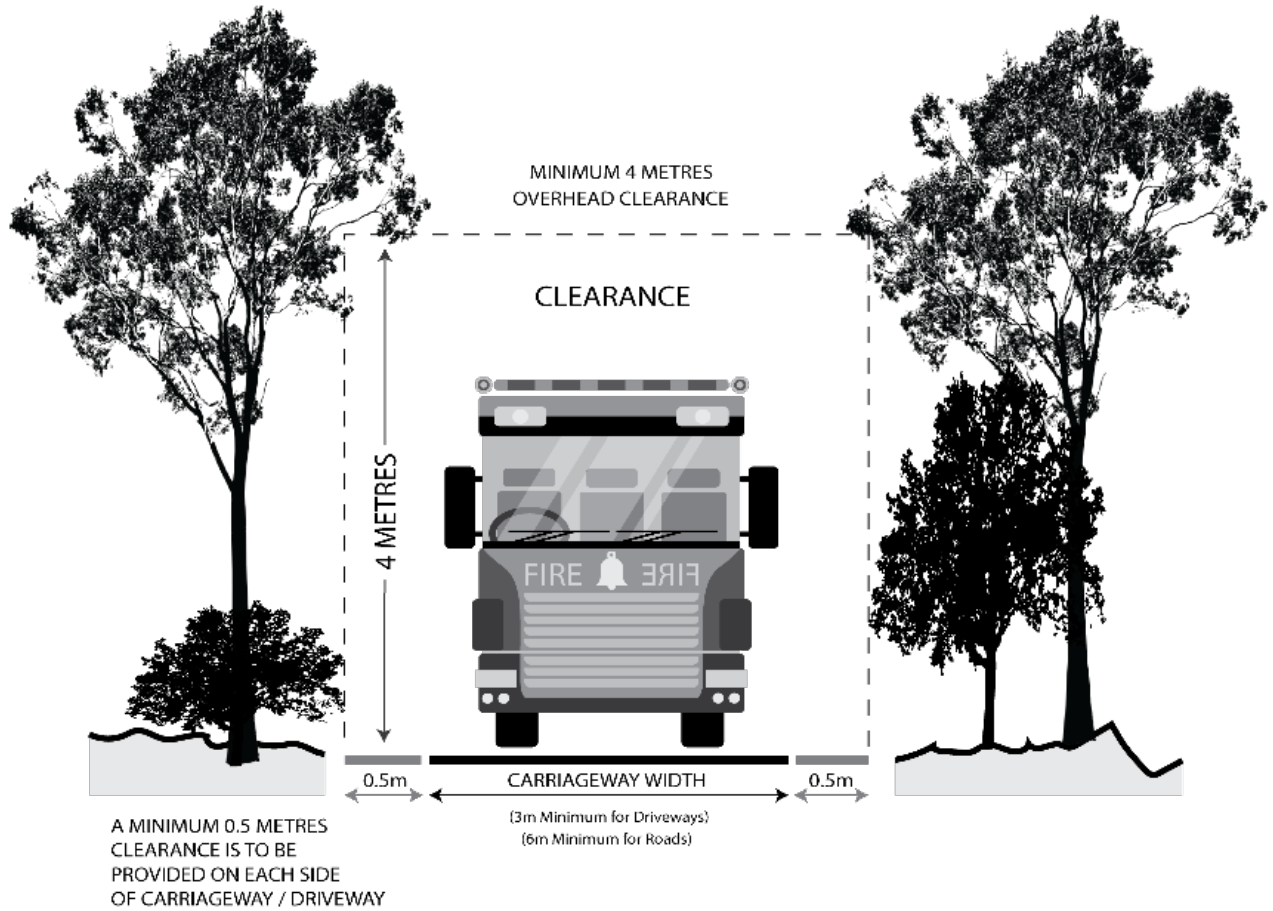 MINIMUM 4 METRES
OVERHEAD CLEARANCE
CLEARANCE
4 METRES
FIRE FIRE
0.5m
CARRIAGEWAY WIDTH
0.5m
(3m Minimum for Driveways)
(6m Minimum for Roads)
A MINIMUM 0.5 METRES
CLEARANCE IS TO BE
PROVIDED ON EACH SIDE
OF CARRIAGEWAY / DRIVEWAY